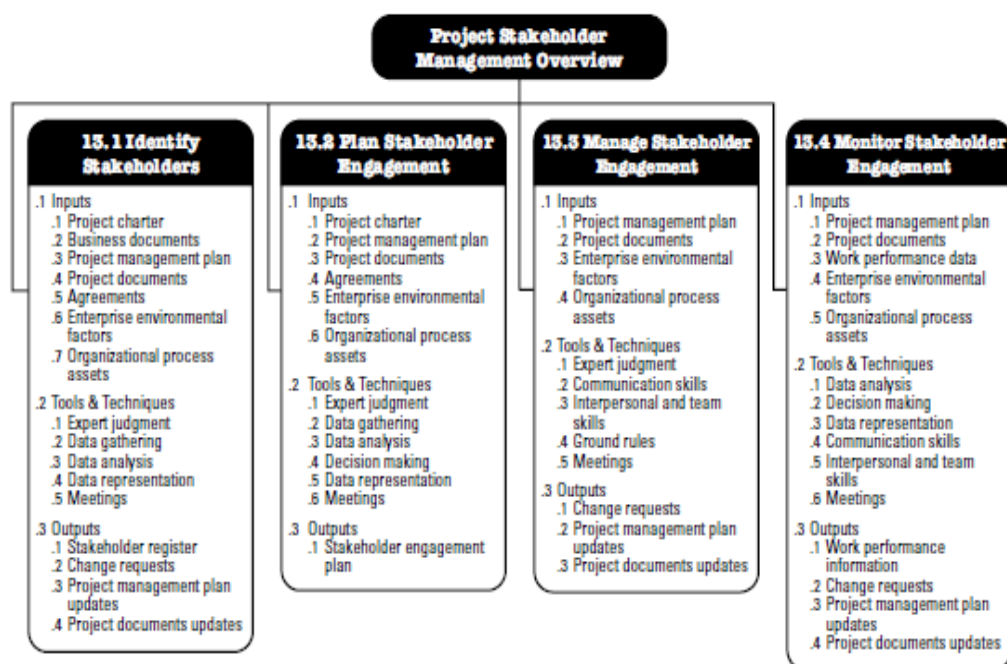 Project Stakeholder
Management Overview
13.1 Identify
Stakeholders
.1 Inputs
.1 Project charter
.2 Business documents
.3 Project management plan
.4 Project documents
.5 Agreements
.6 Enterprise environmental
factors
.7 Organizational process
assets
.2 Tools & Techniques
.1 Expert judgment
.2 Data gathering
.3 Data analysis
.4 Data representation
.5 Meetings
.3 Outputs
.1 Stakeholder register
.2 Change requests
.3 Project management plan
updates
.4 Project documents updates
13.2 Plan Stakeholder
Engagement
.1 Inputs
.1 Project charter
.2 Project management plan
.3 Project documents
.4 Agreements
.5 Enterprise environmental
factors
.6 Organizational process
assets
.2 Tools & Techniques
.1 Expert judgment
.2 Data gathering
.3 Data analysis
.4 Decision making
.5 Data representation
.6 Meetings
.3 Outputs
.1 Stakeholder engagement
plan
13.3 Manage Stakeholder
Engagement
.1 Inputs
.1 Project management plan
.2 Project documents
.3 Enterprise environmental
factors
.4 Organizational process
assets
.2 Tools & Techniques
.1 Expert judgment
.2 Communication skills
.3 Interpersonal and team
skills
.4 Ground rules
.5 Meetings
.3 Outputs
.1 Change requests
.2 Project management plan
updates
.3 Project documents updates
13.4 Monitor Stakeholder
Engagement
.1 Inputs
.1 Project management plan
.2 Project documents
.3 Work performance data
.4 Enterprise environmental
factors
.5 Organizational process
assets
.2 Tools & Techniques
.1 Data analysis
.2 Decision making
.3 Data representation
.4 Communication skills
.5 Interpersonal and team
skills
.6 Meetings
.3 Outputs
.1 Work performance
information
.2 Change requests
.3 Project management plan
updates
.4 Project documents updates